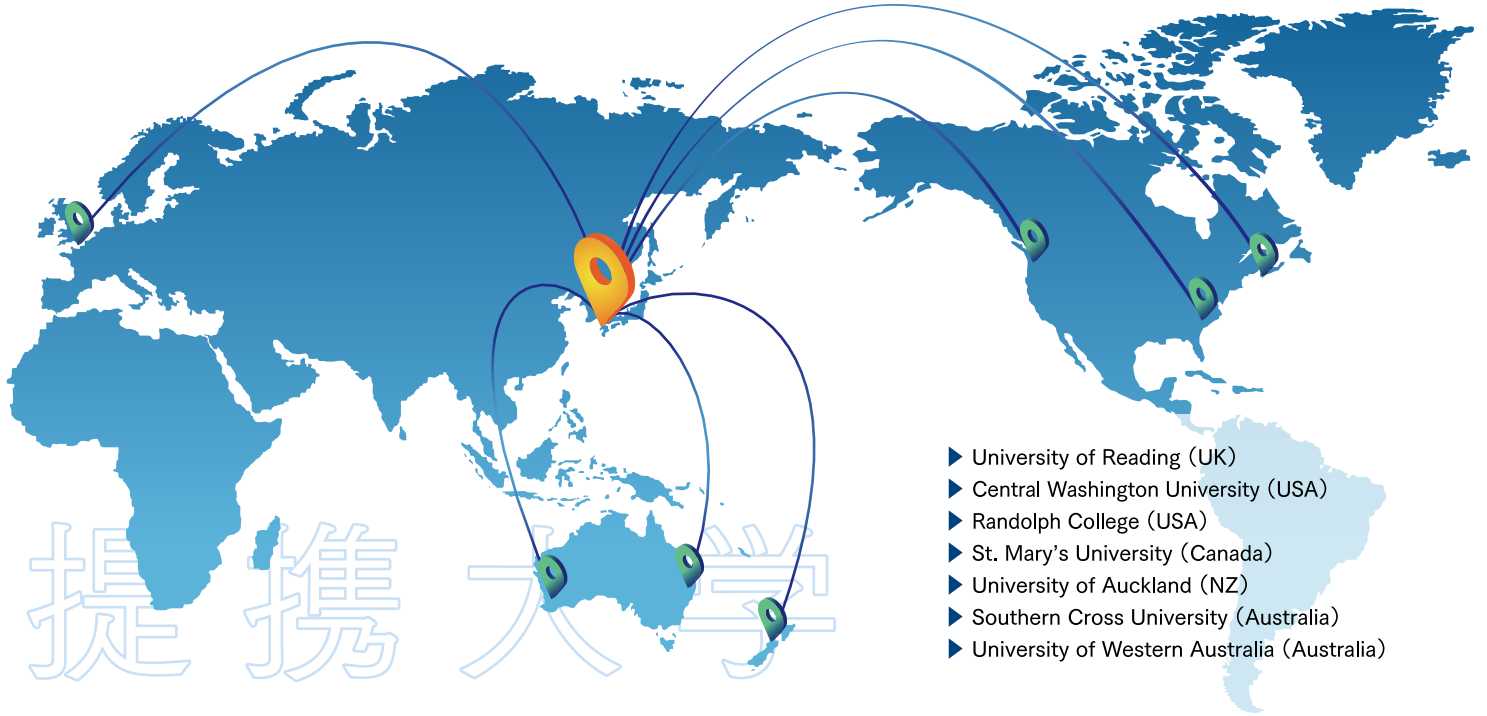 ▶ University of Reading (UK)
▶ Central Washington University (USA)
▶ Randolph College (USA)
▶ St. Mary’s University (Canada)
▶ University of Auckland (NZ)
▶ Southern Cross University (Australia)
▶ University of Western Australia (Australia)
提携大学